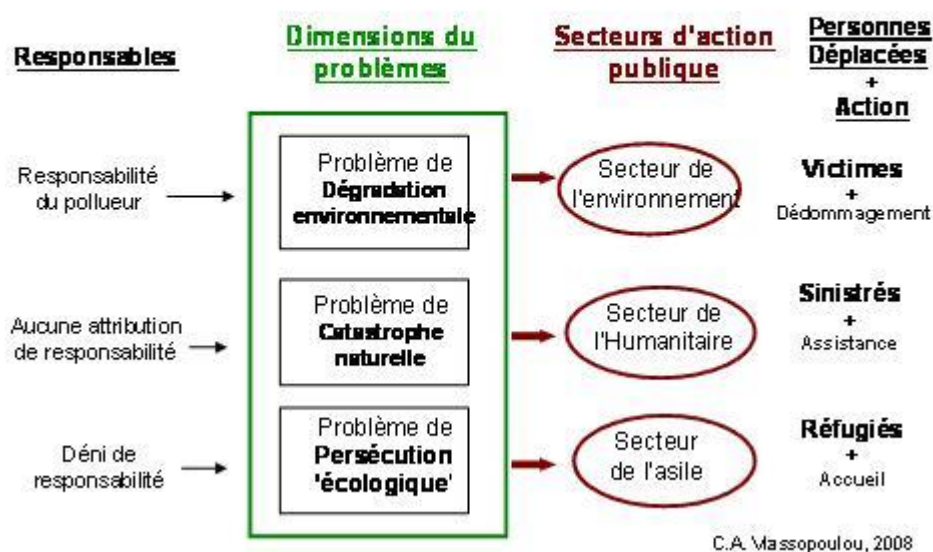 Responsables
Dimensions du
problèmes
Secteurs d'action
publique
Personnes
Déplacées
+
Action
Responsabilité
du pollueur
Problème de
Dégradation
environnementale
Secteur de
l'environnement
Victimes
+
Dédommagement
Aucune attribution
de responsabilité
Problème de
Catastrophe
naturelle
Secteur de
l'Humanitaire
Sinistrés
+
Assistance
Déni de
responsabilité
Problème de
Persécution
'écologique'
Secteur
de l'asile
Réfugiés
+
Accueil
C.A. Vlassopoulou, 2008